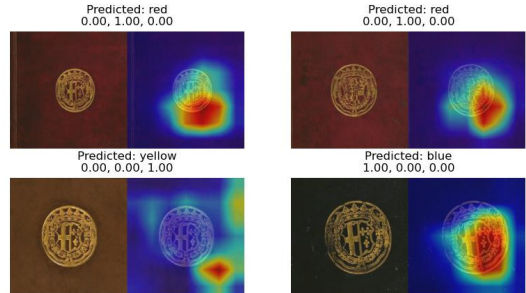 Predicted: red
0.00, 1.00, 0.00
Predicted: red
0.00, 1.00, 0.00
Predicted: yellow
0.00, 0.00, 1.00
Predicted: blue
1.00, 0.00, 0.00